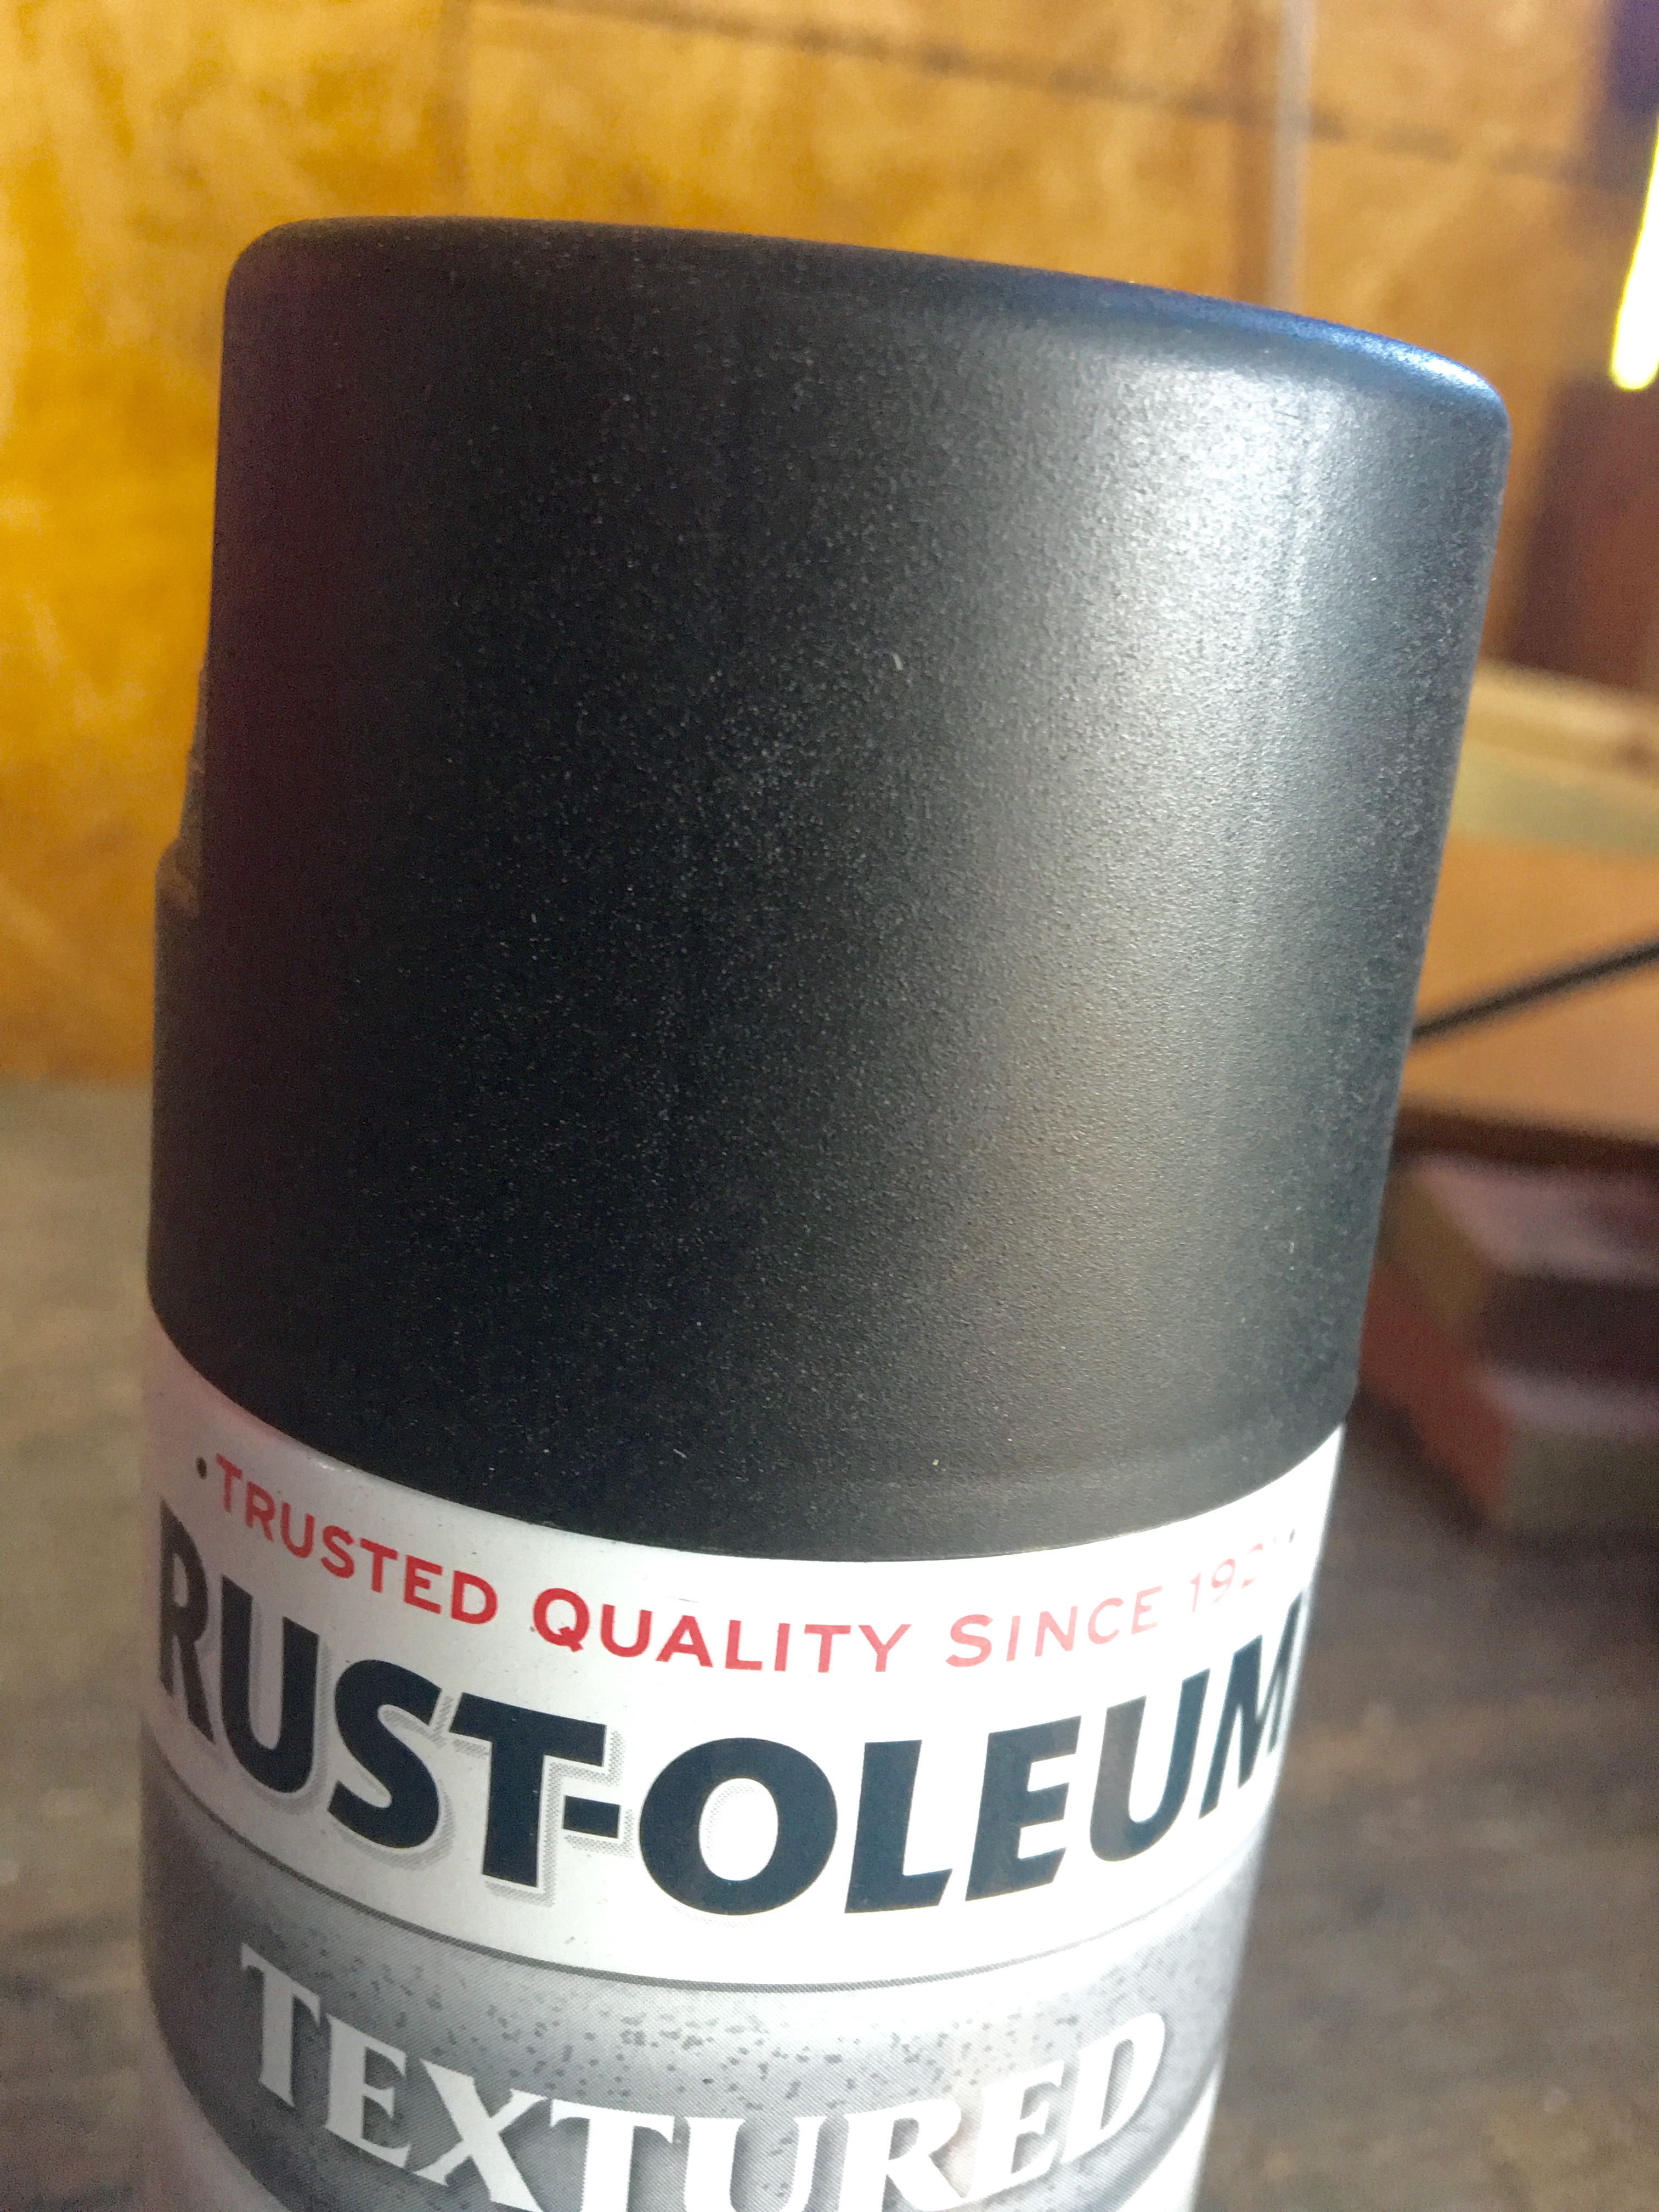 • TRUSTED QUALITY SINCE
RUST-OLEUM
TEXTURED